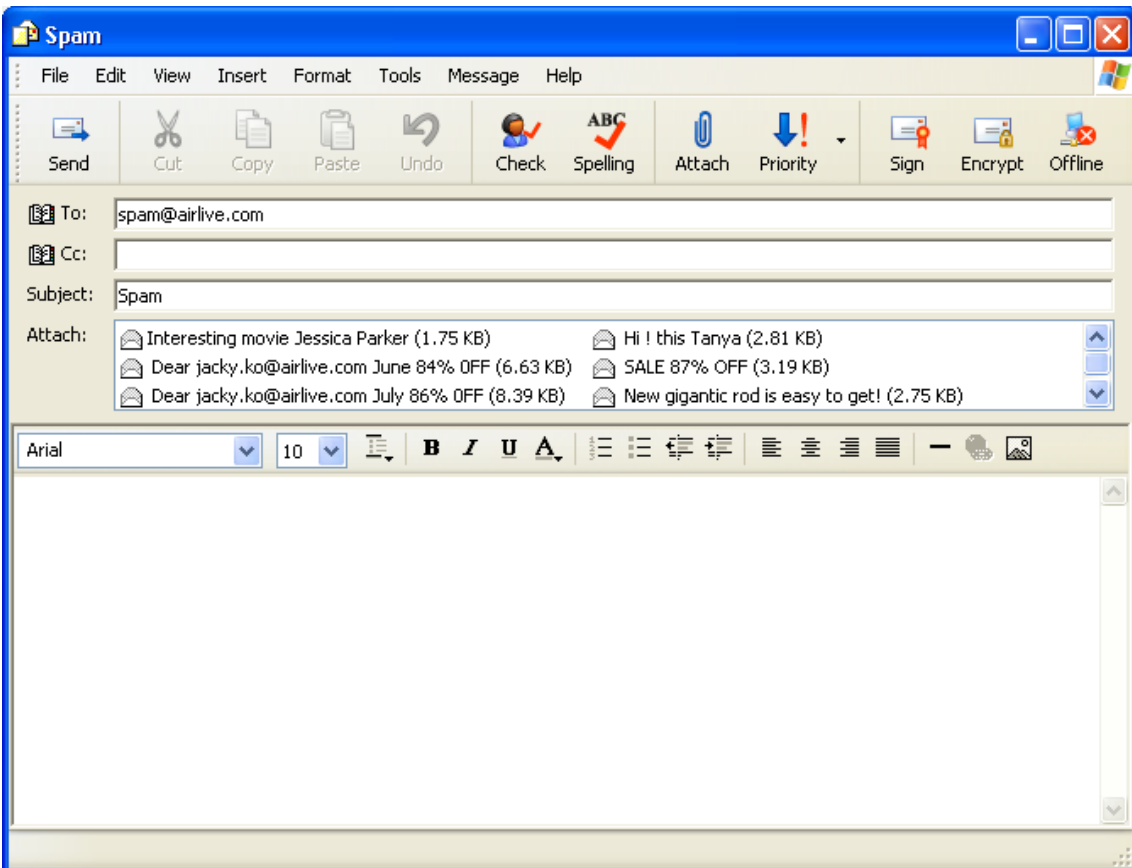 Spam
File Edit View Insert Format Tools Message Help
ABC
Send Cut Copy Paste Undo Check Spelling Attach Priority Sign Encrypt Offline
To: spam@airlive.com
Cc:
Subject: Spam
Attach: Interesting movie Jessica Parker (1.75 KB) Hi ! this Tanya (2.81 KB)
Dear jacky.ko@airlive.com June 84% 0FF (6.63 KB) SALE 87% OFF (3.19 KB)
Dear jacky.ko@airlive.com July 86% 0FF (8.39 KB) New gigantic rod is easy to get! (2.75 KB)
Arial 10 B I U A